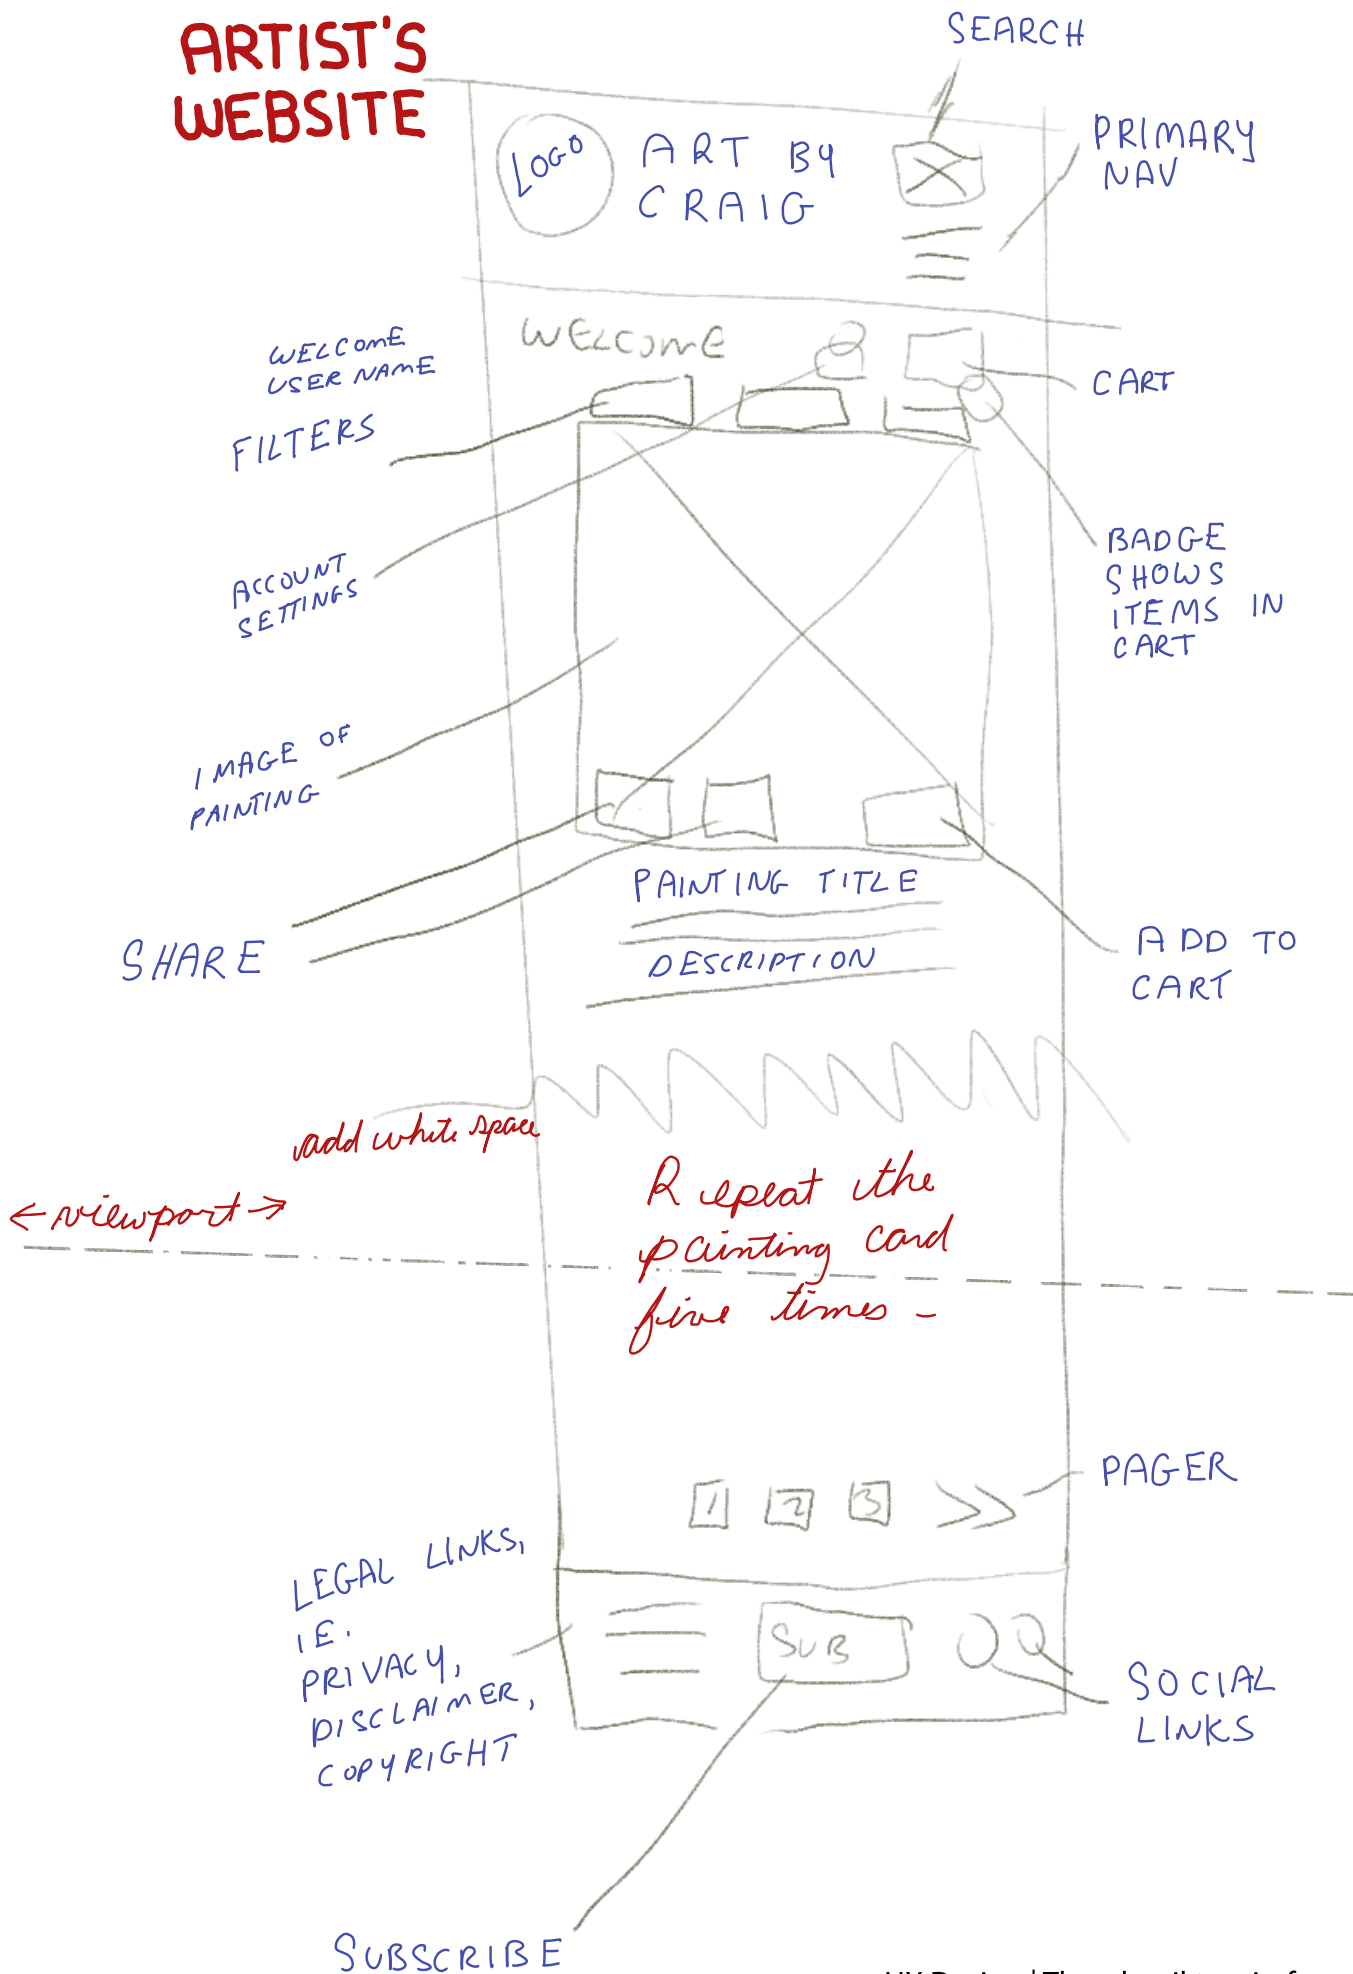 ARTIST'S
WEBSITE
SEARCH
LOGO
ART BY
CRAIG
PRIMARY
NAV
WELCOME
WELCOME
USER NAME
CART
FILTERS
BADGE
SHOWS
ITEMS IN
CART
ACCOUNT
SETTINGS
IMAGE OF
PAINTING
PAINTING TITLE
SHARE
DESCRIPTION
ADD TO
CART
add white space
← viewport →
Repeat the
painting card
five times -
PAGER
1 2 3 >>
LEGAL LINKS,
IE.
PRIVACY,
DISCLAIMER,
COPYRIGHT
SUB
SOCIAL
LINKS
SUBSCRIBE